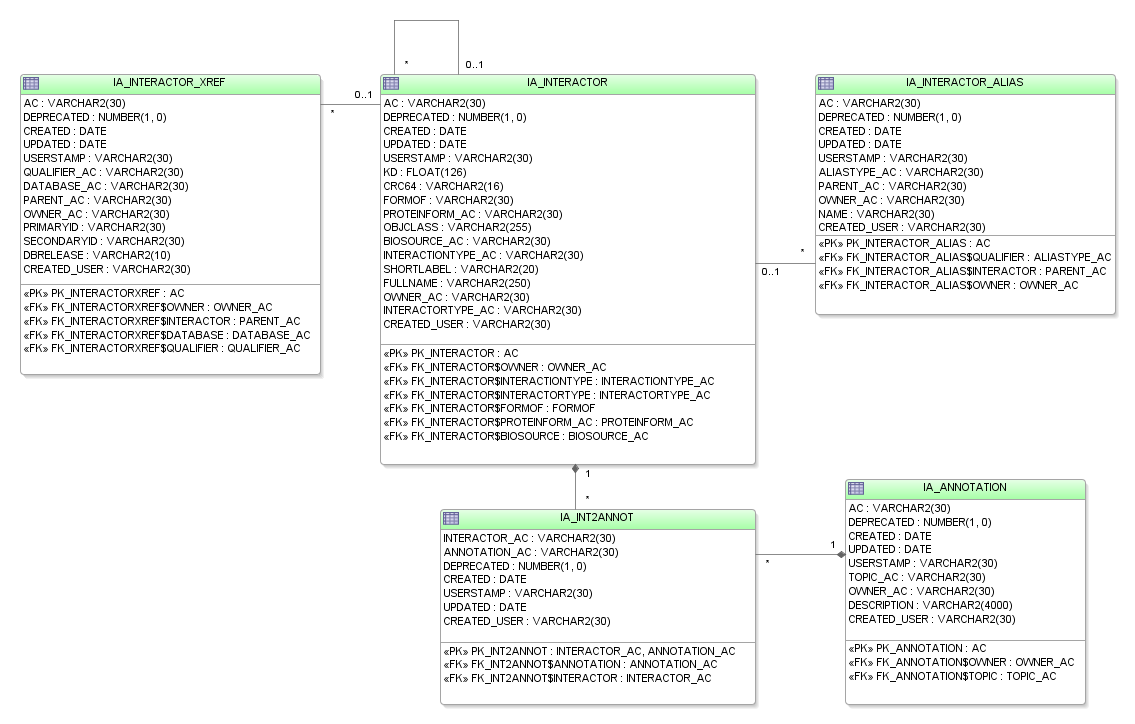 *
0..1
IA_INTERACTOR_XREF
AC : VARCHAR2(30)
DEPRECATED : NUMBER(1, 0)
CREATED : DATE
UPDATED : DATE
USERSTAMP : VARCHAR2(30)
QUALIFIER_AC : VARCHAR2(30)
DATABASE_AC : VARCHAR2(30)
PARENT_AC : VARCHAR2(30)
OWNER_AC : VARCHAR2(30)
PRIMARYID : VARCHAR2(30)
SECONDARYID : VARCHAR2(30)
DBRELEASE : VARCHAR2(10)
CREATED_USER : VARCHAR2(30)
«PK» PK_INTERACTORXREF : AC
«FK» FK_INTERACTORXREF$OWNER : OWNER_AC
«FK» FK_INTERACTORXREF$INTERACTOR : PARENT_AC
«FK» FK_INTERACTORXREF$DATABASE : DATABASE_AC
«FK» FK_INTERACTORXREF$QUALIFIER : QUALIFIER_AC
0..1
*
IA_INTERACTOR
AC : VARCHAR2(30)
DEPRECATED : NUMBER(1, 0)
CREATED : DATE
UPDATED : DATE
USERSTAMP : VARCHAR2(30)
KD : FLOAT(126)
CRC64 : VARCHAR2(16)
FORMOF : VARCHAR2(30)
PROTEINFORM_AC : VARCHAR2(30)
OBJCLASS : VARCHAR2(255)
BIOSOURCE_AC : VARCHAR2(30)
INTERACTIONTYPE_AC : VARCHAR2(30)
SHORTLABEL : VARCHAR2(20)
FULLNAME : VARCHAR2(250)
OWNER_AC : VARCHAR2(30)
INTERACTORTYPE_AC : VARCHAR2(30)
CREATED_USER : VARCHAR2(30)
«PK» PK_INTERACTOR : AC
«FK» FK_INTERACTOR$OWNER : OWNER_AC
«FK» FK_INTERACTOR$INTERACTIONTYPE : INTERACTIONTYPE_AC
«FK» FK_INTERACTOR$INTERACTORTYPE : INTERACTORTYPE_AC
«FK» FK_INTERACTOR$FORMOF : FORMOF
«FK» FK_INTERACTOR$PROTEINFORM_AC : PROTEINFORM_AC
«FK» FK_INTERACTOR$BIOSOURCE : BIOSOURCE_AC
*
0..1
IA_INTERACTOR_ALIAS
AC : VARCHAR2(30)
DEPRECATED : NUMBER(1, 0)
CREATED : DATE
UPDATED : DATE
USERSTAMP : VARCHAR2(30)
ALIASTYPE_AC : VARCHAR2(30)
PARENT_AC : VARCHAR2(30)
OWNER_AC : VARCHAR2(30)
NAME : VARCHAR2(30)
CREATED_USER : VARCHAR2(30)
«PK» PK_INTERACTOR_ALIAS : AC
«FK» FK_INTERACTOR_ALIAS$QUALIFIER : ALIASTYPE_AC
«FK» FK_INTERACTOR_ALIAS$INTERACTOR : PARENT_AC
«FK» FK_INTERACTOR_ALIAS$OWNER : OWNER_AC
1
*
IA_INT2ANNOT
INTERACTOR_AC : VARCHAR2(30)
ANNOTATION_AC : VARCHAR2(30)
DEPRECATED : NUMBER(1, 0)
CREATED : DATE
USERSTAMP : VARCHAR2(30)
UPDATED : DATE
CREATED_USER : VARCHAR2(30)
«PK» PK_INT2ANNOT : INTERACTOR_AC, ANNOTATION_AC
«FK» FK_INT2ANNOT$ANNOTATION : ANNOTATION_AC
«FK» FK_INT2ANNOT$INTERACTOR : INTERACTOR_AC
1
*
IA_ANNOTATION
AC : VARCHAR2(30)
DEPRECATED : NUMBER(1, 0)
CREATED : DATE
UPDATED : DATE
USERSTAMP : VARCHAR2(30)
TOPIC_AC : VARCHAR2(30)
OWNER_AC : VARCHAR2(30)
DESCRIPTION : VARCHAR2(4000)
CREATED_USER : VARCHAR2(30)
«PK» PK_ANNOTATION : AC
«FK» FK_ANNOTATION$OWNER : OWNER_AC
«FK» FK_ANNOTATION$TOPIC : TOPIC_AC